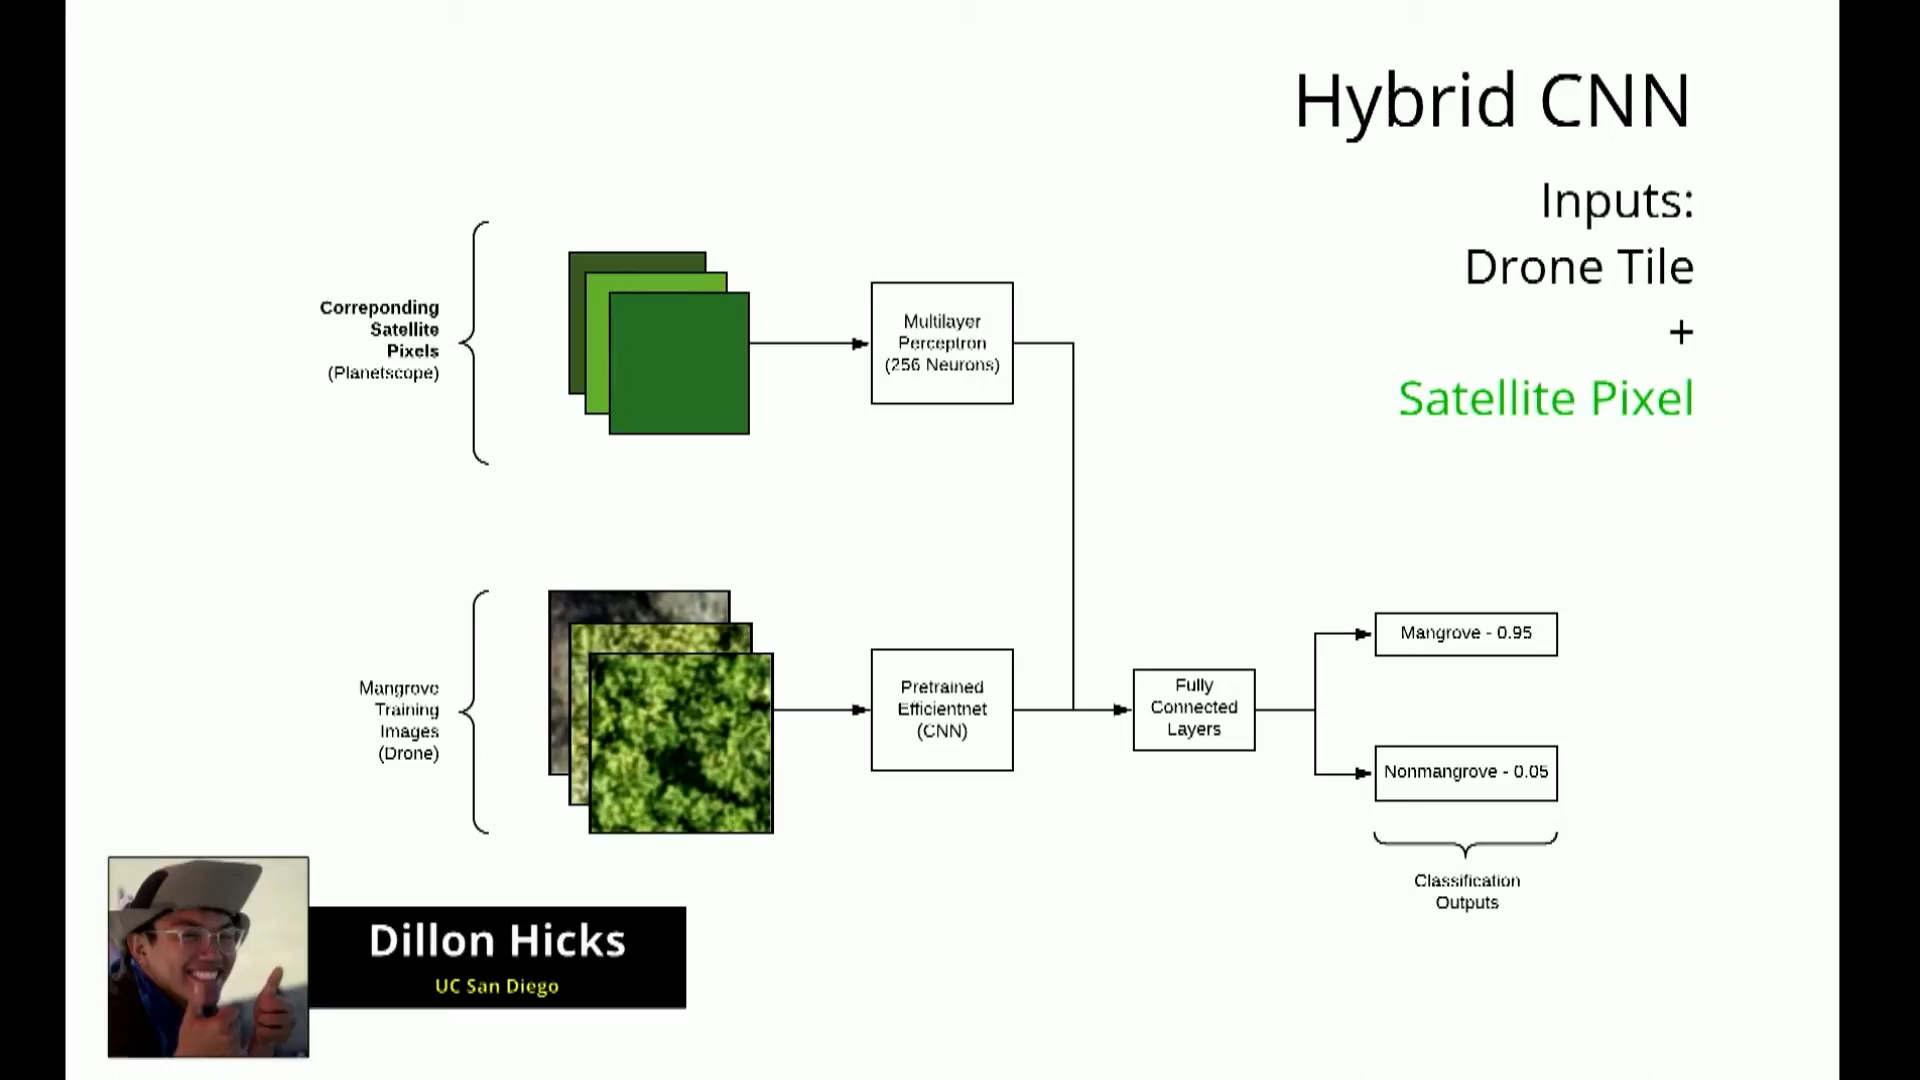 Hybrid CNN
Inputs:
Drone Tile
+
Satellite Pixel
Correponding
Satellite
Pixels
(Planetscope)
Multilayer
Perceptron
(256 Neurons)
Mangrove
Training
Images
(Drone)
Pretrained
Efficientnet
(CNN)
Fully
Connected
Layers
Mangrove - 0.95
Nonmangrove - 0.05
Classification
Outputs
Dillon Hicks
UC San Diego